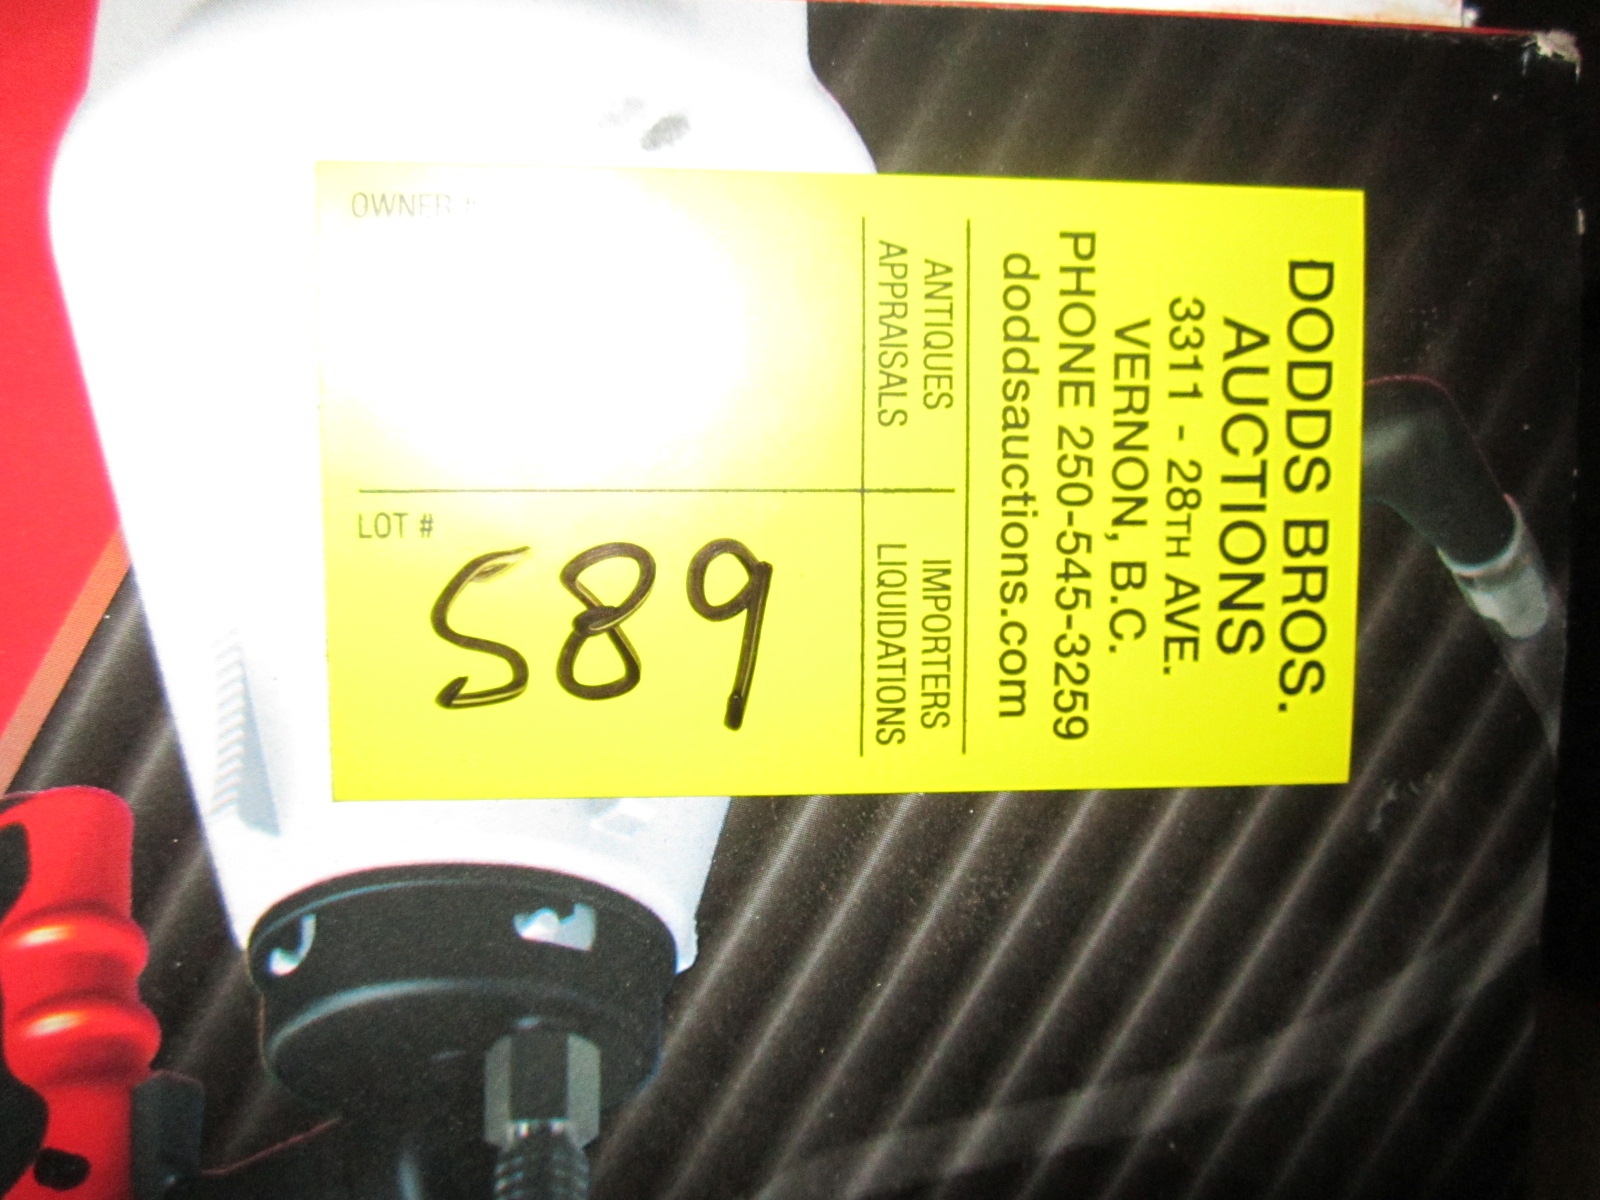 DODDS BROS.
AUCTIONS
3311 - 28TH AVE.
VERNON, B.C.
PHONE 250-545-3259
doddsauctions.com
ANTIQUES
APPRAISALS
IMPORTERS
LIQUIDATIONS
OWNER #
LOT #
589